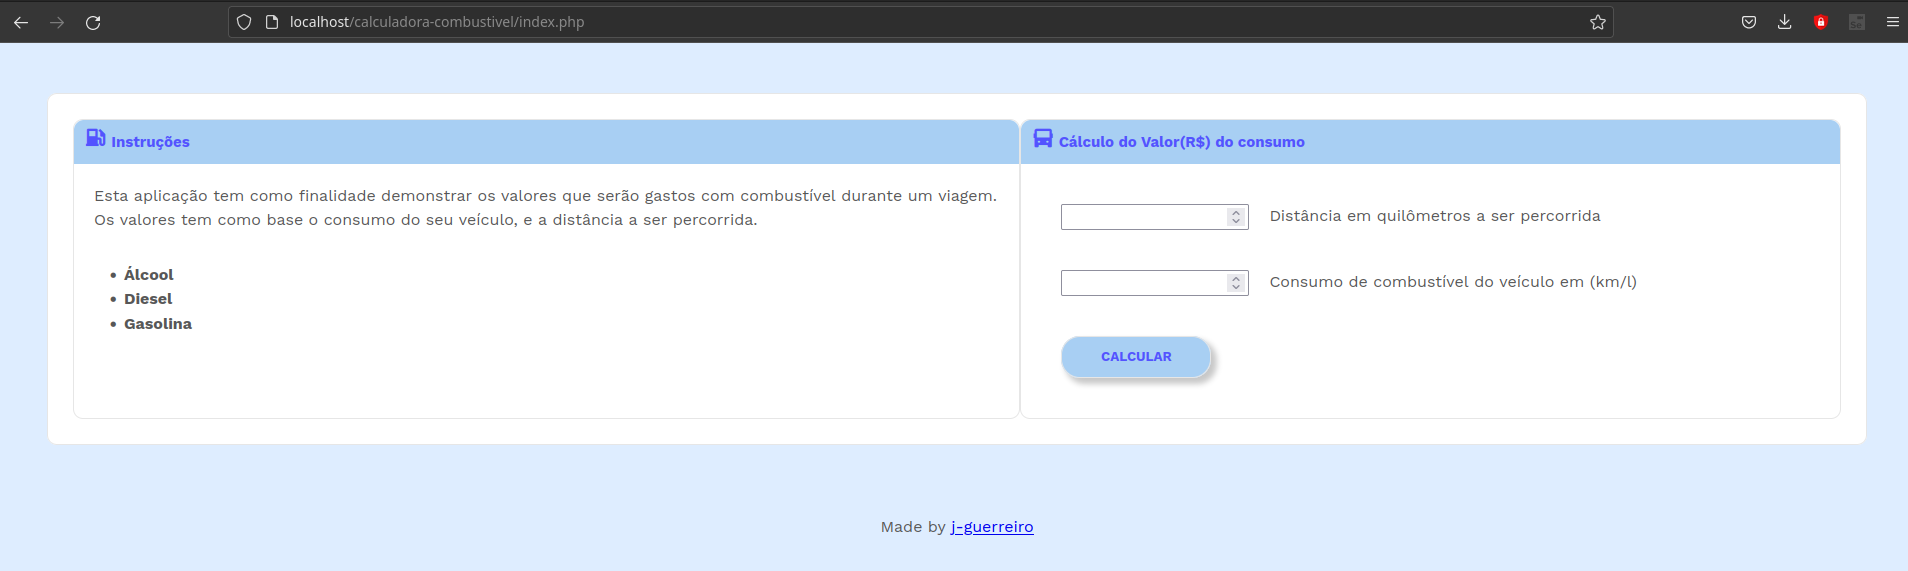 localhost/calculadora-combustivel/index.php
Instruções
Esta aplicação tem como finalidade demonstrar os valores que serão gastos com combustível durante um viagem.
Os valores tem como base o consumo do seu veículo, e a distância a ser percorrida.
Álcool
Diesel
Gasolina
Cálculo do Valor(R$) do consumo
Distância em quilômetros a ser percorrida
Consumo de combustível do veículo em (km/l)
CALCULAR
Made by j-guerreiro